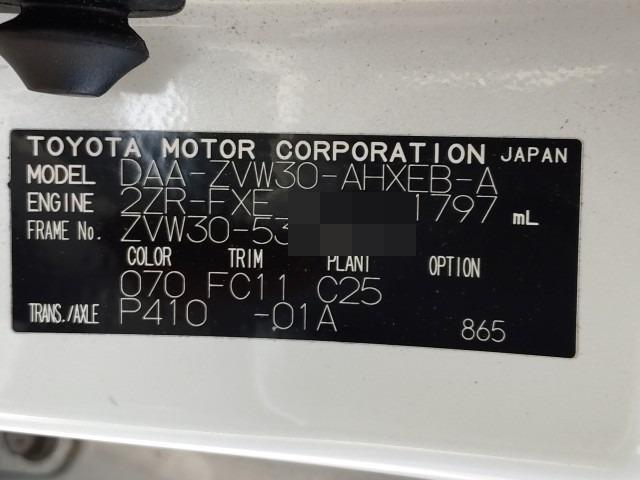 TOYOTA MOTOR CORPORATION JAPAN
MODEL DAA-ZVW30-AHXEB-A
ENGINE 2ZR-FXE 1797 mL
FRAME No. ZVW30-53
COLOR TRIM PLANT OPTION
070 FC11 C25
TRANS./AXLE P410 -01A 865